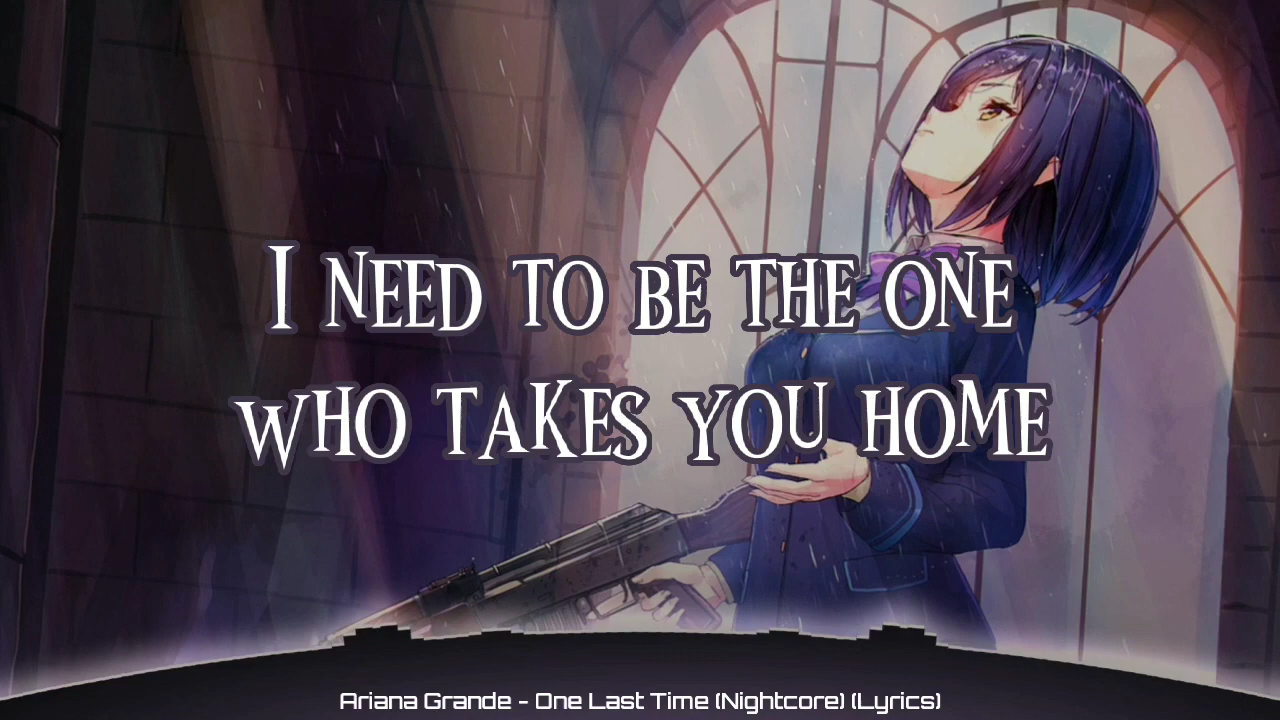 I NEED TO BE THE ONE
WHO TAKES YOU HOME
Ariana Grande - One Last Time (Nightcore) (Lyrics)